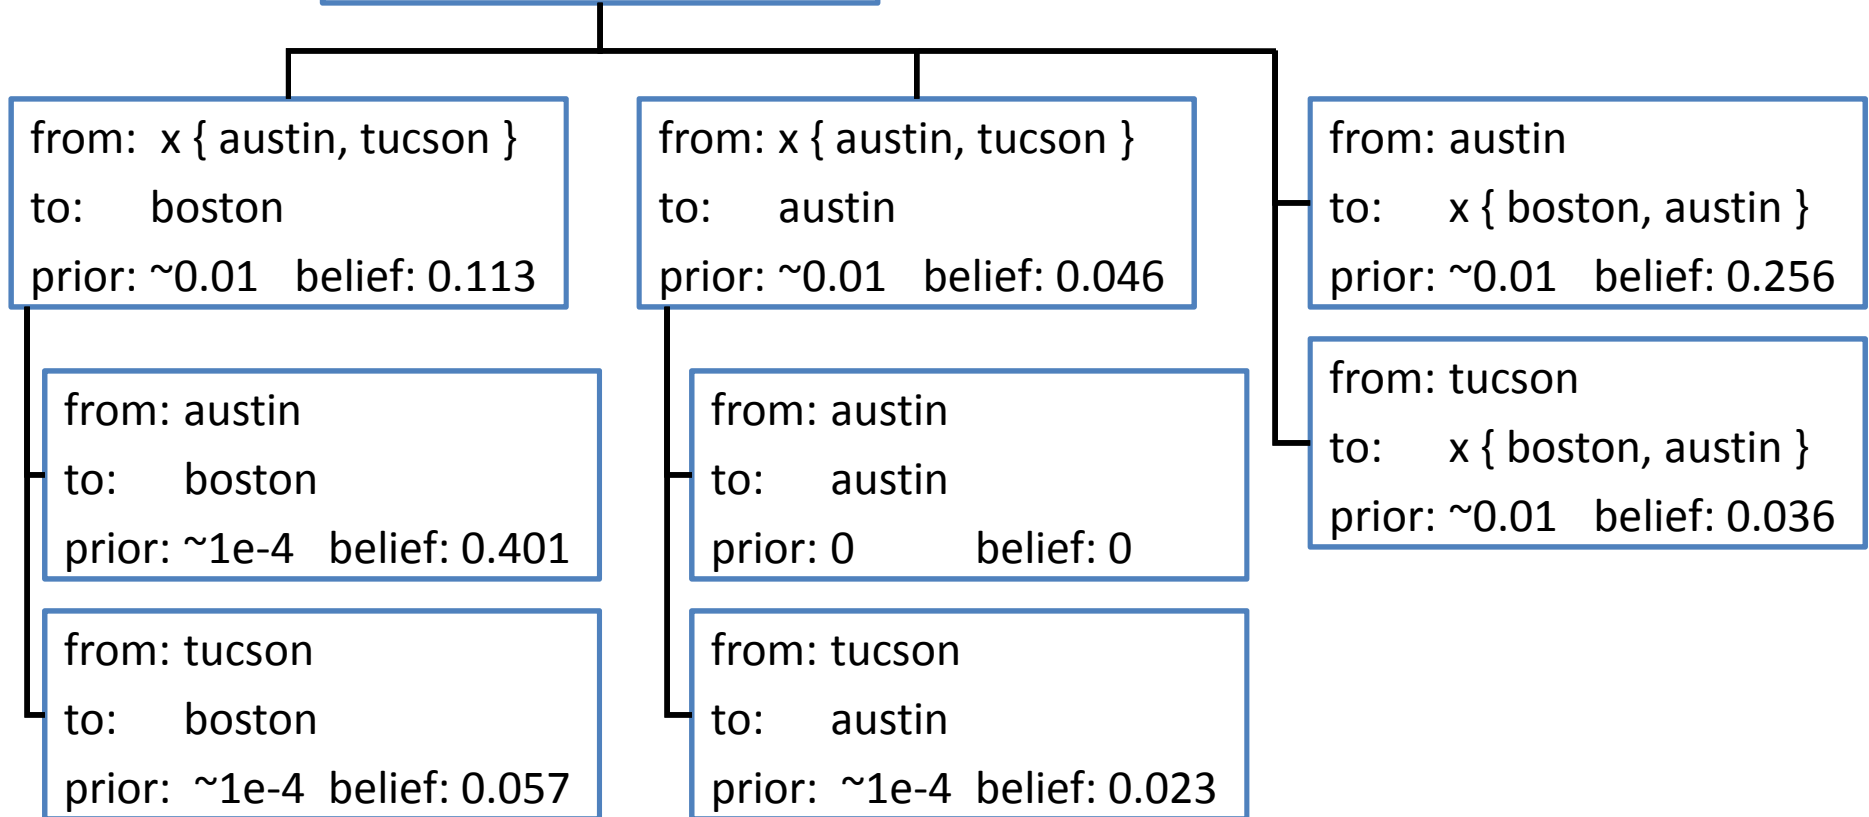 from: x { austin, tucson }
to: boston
prior: ~0.01 belief: 0.113
from: austin
to: boston
prior: ~1e-4 belief: 0.401
from: tucson
to: boston
prior: ~1e-4 belief: 0.057
from: x { austin, tucson }
to: austin
prior: ~0.01 belief: 0.046
from: austin
to: austin
prior: 0 belief: 0
from: tucson
to: austin
prior: ~1e-4 belief: 0.023
from: austin
to: x { boston, austin }
prior: ~0.01 belief: 0.256
from: tucson
to: x { boston, austin }
prior: ~0.01 belief: 0.036